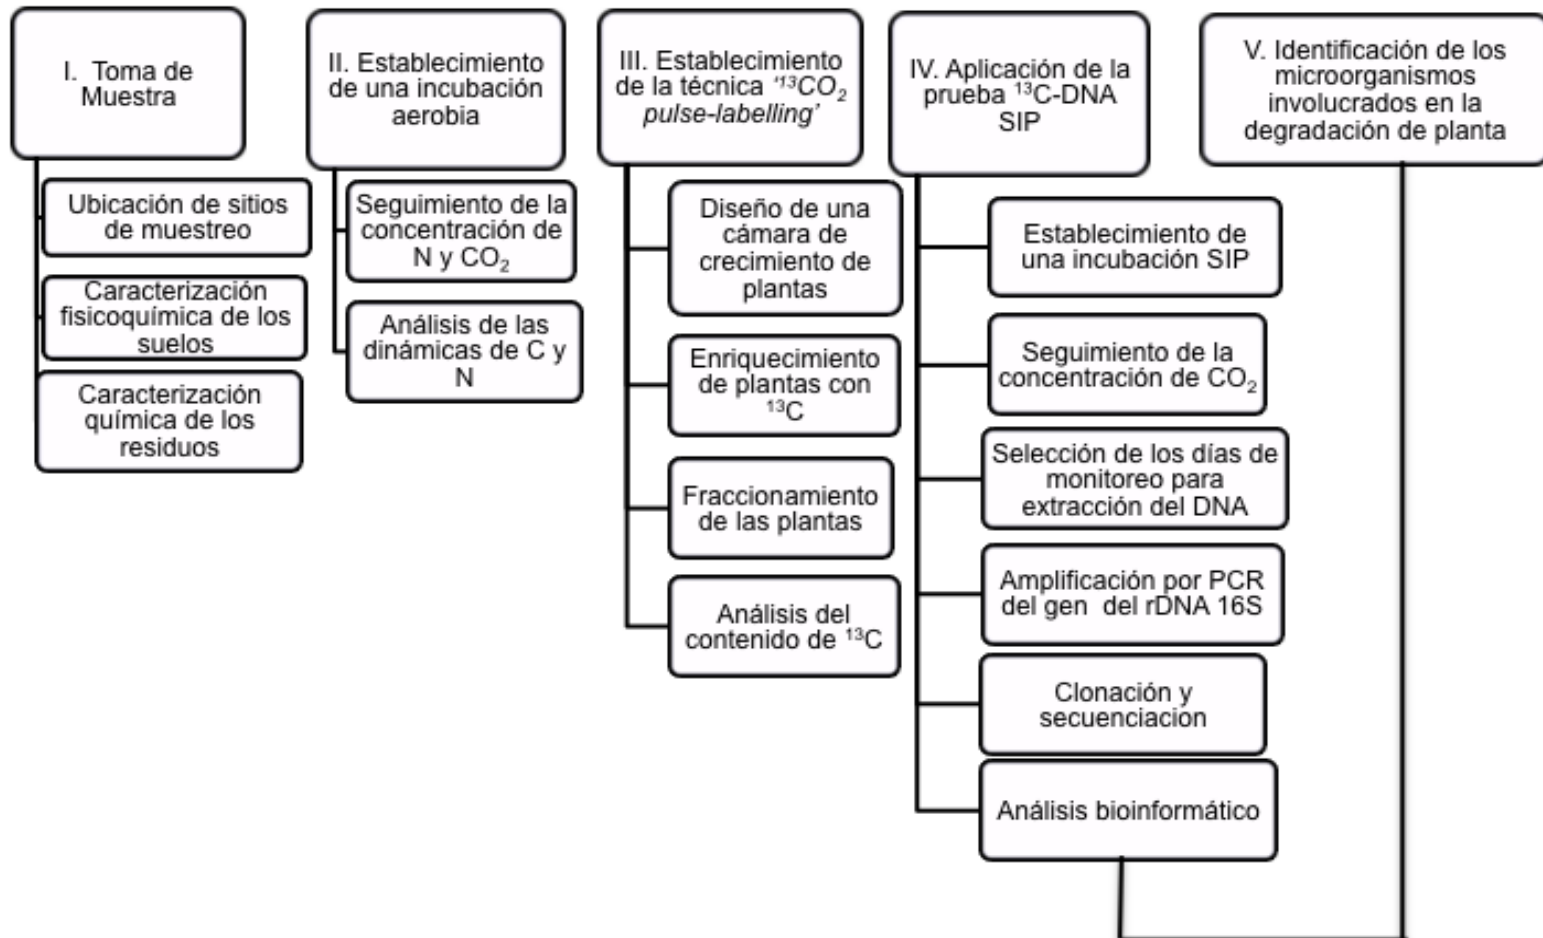 I. Toma de
Muestra
Ubicación de sitios
de muestreo
Caracterización
fisicoquímica de los
suelos
Caracterización
química de los
residuos
II. Establecimiento
de una incubación
aerobia
Seguimiento de la
concentración de
N y CO₂
Análisis de las
dinámicas de C y
N
III. Establecimiento
de la técnica ‘¹³CO₂
pulse-labelling’
Diseño de una
cámara de
crecimiento de
plantas
Enriquecimiento
de plantas con
¹³C
Fraccionamiento
de las plantas
Análisis del
contenido de ¹³C
IV. Aplicación de la
prueba ¹³C-DNA
SIP
Establecimiento de
una incubación SIP
Seguimiento de la
concentración de CO₂
Selección de los días de
monitoreo para
extracción del DNA
Amplificación por PCR
del gen del rDNA 16S
Clonación y
secuenciacion
Análisis bioinformático
V. Identificación de los
microorganismos
involucrados en la
degradación de planta